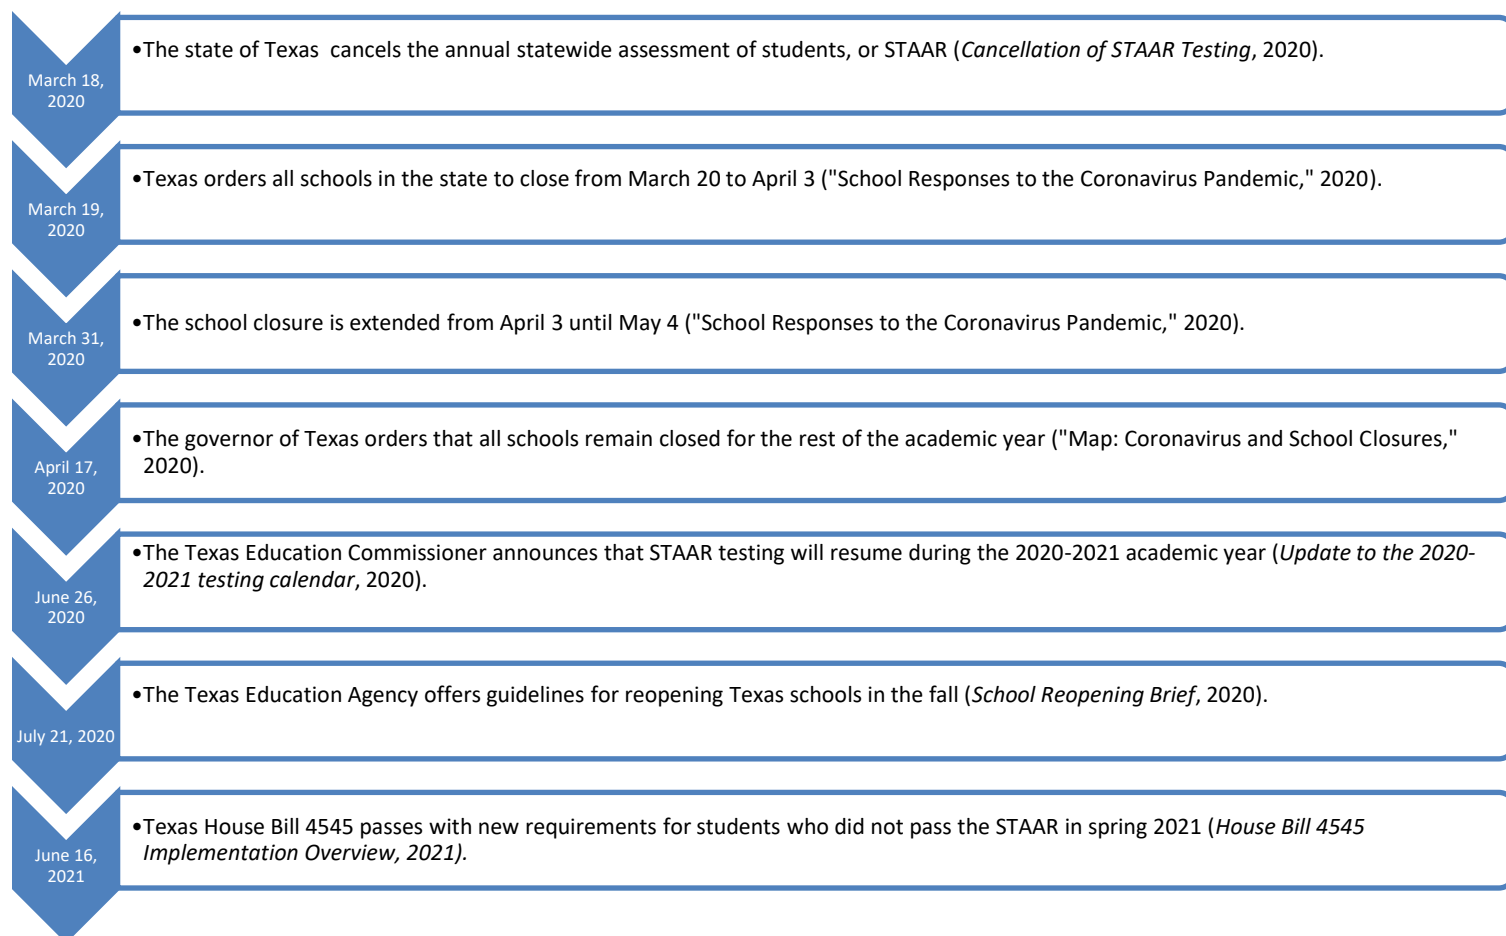 March 18,
2020
•The state of Texas  cancels the annual statewide assessment of students, or STAAR (Cancellation of STAAR Testing, 2020).
March 19,
2020
•Texas orders all schools in the state to close from March 20 to April 3 ("School Responses to the Coronavirus Pandemic," 2020).
March 31,
2020
•The school closure is extended from April 3 until May 4 ("School Responses to the Coronavirus Pandemic," 2020).
April 17,
2020
•The governor of Texas orders that all schools remain closed for the rest of the academic year ("Map: Coronavirus and School Closures,"
2020).
June 26,
2020
•The Texas Education Commissioner announces that STAAR testing will resume during the 2020-2021 academic year (Update to the 2020-
2021 testing calendar, 2020).
July 21, 2020
•The Texas Education Agency offers guidelines for reopening Texas schools in the fall (School Reopening Brief, 2020).
June 16,
2021
•Texas House Bill 4545 passes with new requirements for students who did not pass the STAAR in spring 2021 (House Bill 4545
Implementation Overview, 2021).